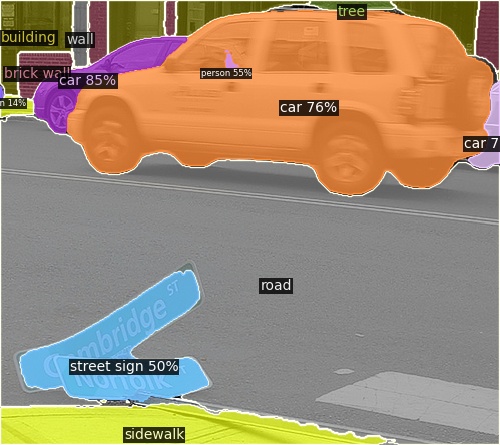 tree
building
wall
brick wall
car 85%
person 55%
n 14%
car 76%
car 7
road
Cambridge ST
street sign 50%
Norfolk
sidewalk